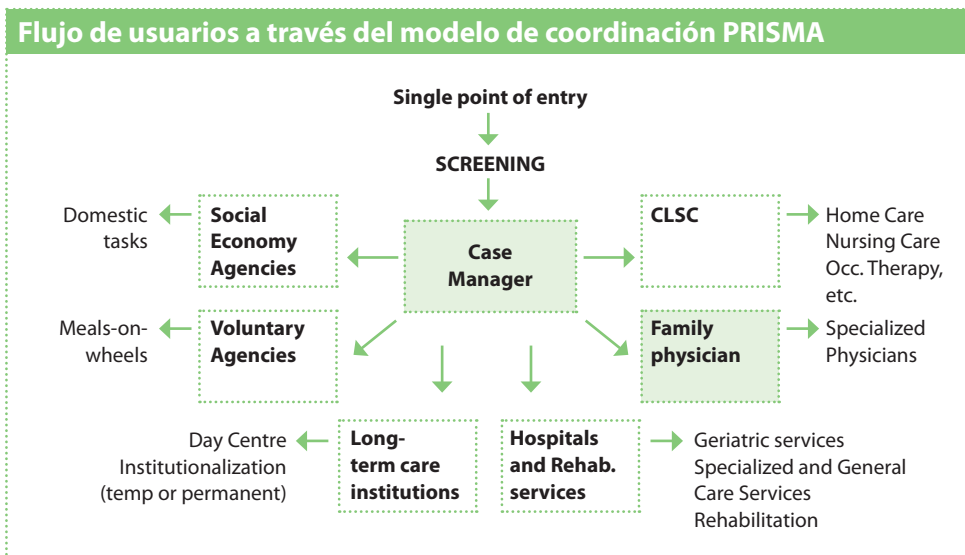 Flujo de usuarios a través del modelo de coordinación PRISMA
Single point of entry
SCREENING
Domestic
tasks
Social
Economy
Agencies
Case
Manager
CLSC
Home Care
Nursing Care
Occ. Therapy,
etc.
Meals-on-
wheels
Voluntary
Agencies
Family
physician
Specialized
Physicians
Day Centre
Institutionalization
(temp or permanent)
Long-
term care
institutions
Hospitals
and Rehab.
services
Geriatric services
Specialized and General
Care Services
Rehabilitation